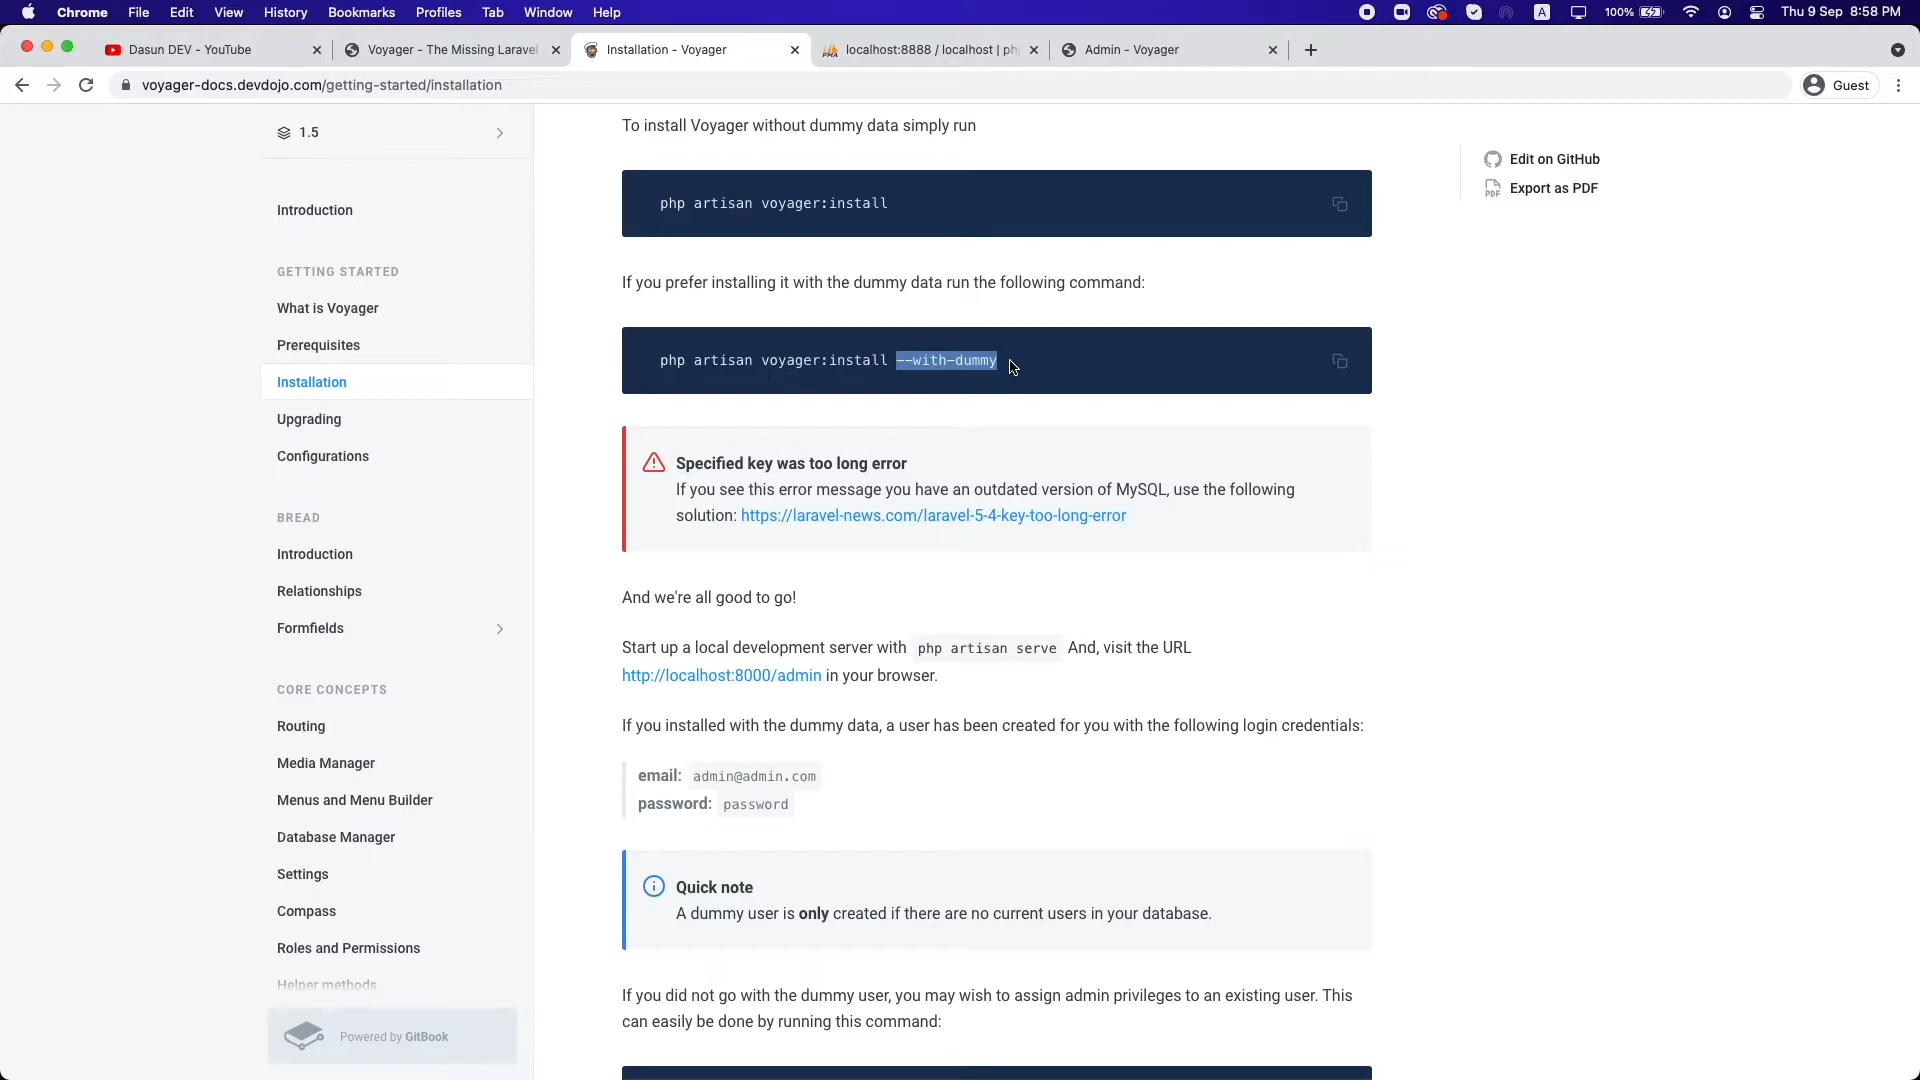 Chrome File Edit View History Bookmarks Profiles Tab Window Help
A 100% Thu 9 Sep 8:58 PM
Dasun DEV - YouTube
Voyager - The Missing Laravel
Installation - Voyager
localhost:8888 / localhost | ph
Admin - Voyager
voyager-docs.devdojo.com/getting-started/installation
Guest
1.5
Introduction
GETTING STARTED
What is Voyager
Prerequisites
Installation
Upgrading
Configurations
BREAD
Introduction
Relationships
Formfields
CORE CONCEPTS
Routing
Media Manager
Menus and Menu Builder
Database Manager
Settings
Compass
Roles and Permissions
Helper methods
Powered by GitBook
To install Voyager without dummy data simply run
php artisan voyager:install
If you prefer installing it with the dummy data run the following command:
php artisan voyager:install --with-dummy
Specified key was too long error
If you see this error message you have an outdated version of MySQL, use the following
solution: https://laravel-news.com/laravel-5-4-key-too-long-error
And we're all good to go!
Start up a local development server with php artisan serve And, visit the URL
http://localhost:8000/admin in your browser.
If you installed with the dummy data, a user has been created for you with the following login credentials:
email: admin@admin.com
password: password
Quick note
A dummy user is only created if there are no current users in your database.
If you did not go with the dummy user, you may wish to assign admin privileges to an existing user. This
can easily be done by running this command:
Edit on GitHub
PDF Export as PDF